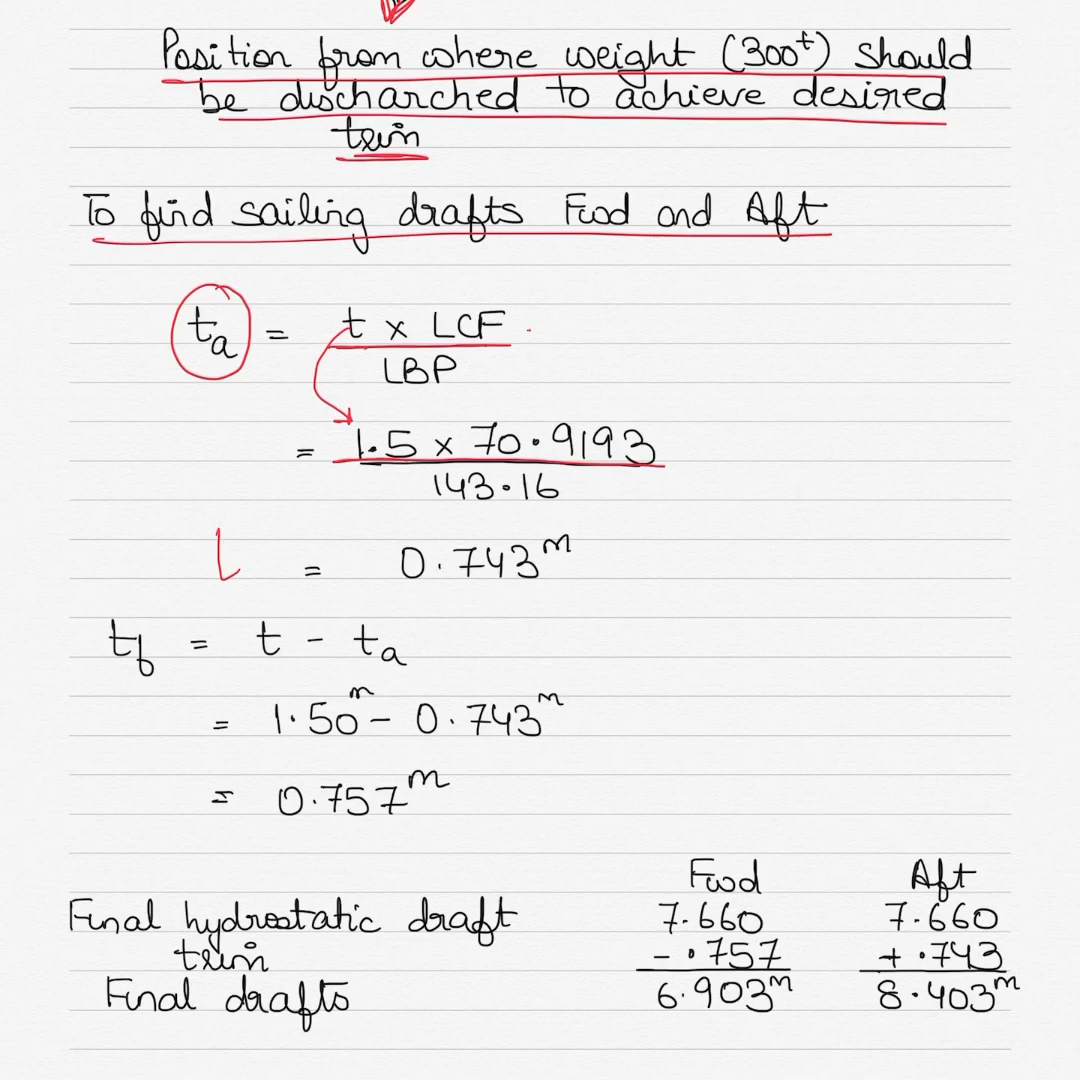 Position from where weight (300t) should
be discharched to achieve desired
trim
To find sailing drafts Fwd and Aft
ta = t x LCF
LBP
= 1.5 x 70.9193
143.16
= 0.743m
tf = t - ta
= 1.50m - 0.743m
= 0.757m
Fwd Aft
Final hydrostatic draft 7.660 7.660
trim - .757 + .743
Final drafts 6.903m 8.403m